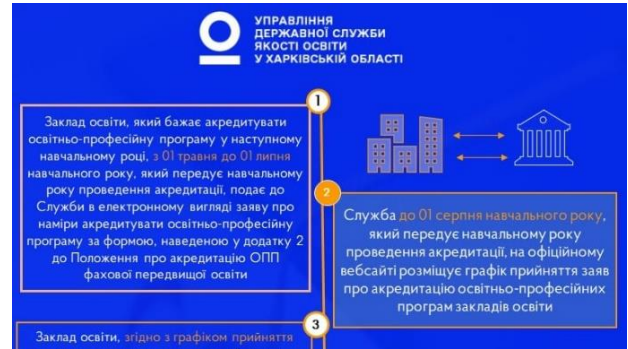 УПРАВЛІННЯ
ДЕРЖАВНОЇ СЛУЖБИ
ЯКОСТІ ОСВІТИ
У ХАРКІВСЬКІЙ ОБЛАСТІ
1
Заклад освіти, який бажає акредитувати
освітньо-професійну програму у наступному
навчальному році, з 01 травня до 01 липня
навчального року, який передує навчальному
року проведення акредитації, подає до
Служби в електронному вигляді заяву про
наміри акредитувати освітньо-професійну
програму за формою, наведеною у додатку 2
до Положення про акредитацію ОПП
фахової передвищої освіти
2
Служба до 01 серпня навчального року,
який передує навчальному року
проведення акредитації, на офіційному
вебсайті розміщує графік прийняття заяв
про акредитацію освітньо-професійних
програм закладів освіти
3
Заклад освіти, згідно з графіком прийняття